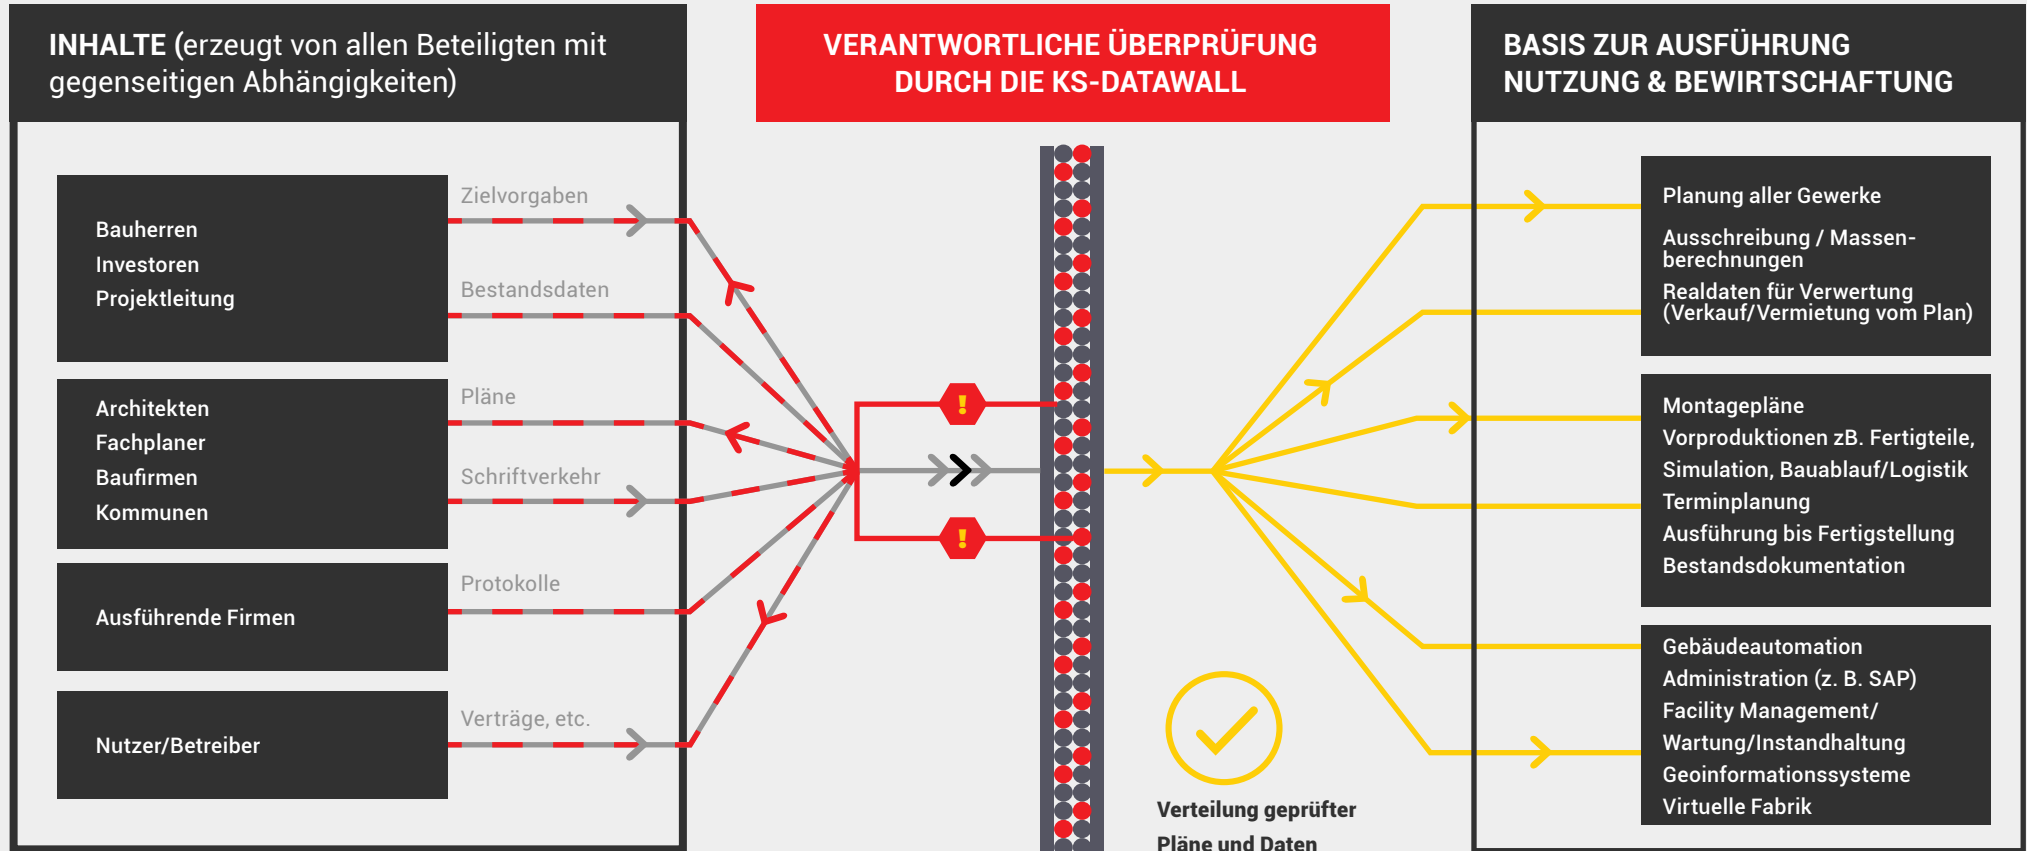 INHALTE (erzeugt von allen Beteiligten mit
gegenseitigen Abhängigkeiten)
Bauherren
Investoren
Projektleitung
Zielvorgaben
Bestandsdaten
Architekten
Fachplaner
Baufirmen
Kommunen
Pläne
Schriftverkehr
Ausführende Firmen
Protokolle
Nutzer/Betreiber
Verträge, etc.
VERANTWORTLICHE ÜBERPRÜFUNG
DURCH DIE KS-DATAWALL
!
!
Verteilung geprüfter
Pläne und Daten
BASIS ZUR AUSFÜHRUNG
NUTZUNG & BEWIRTSCHAFTUNG
Planung aller Gewerke
Ausschreibung / Massen-
berechnungen
Realdaten für Verwertung
(Verkauf/Vermietung vom Plan)
Montagepläne
Vorproduktionen zB. Fertigteile,
Simulation, Bauablauf/Logistik
Terminplanung
Ausführung bis Fertigstellung
Bestandsdokumentation
Gebäudeautomation
Administration (z. B. SAP)
Facility Management/
Wartung/Instandhaltung
Geoinformationssysteme
Virtuelle Fabrik